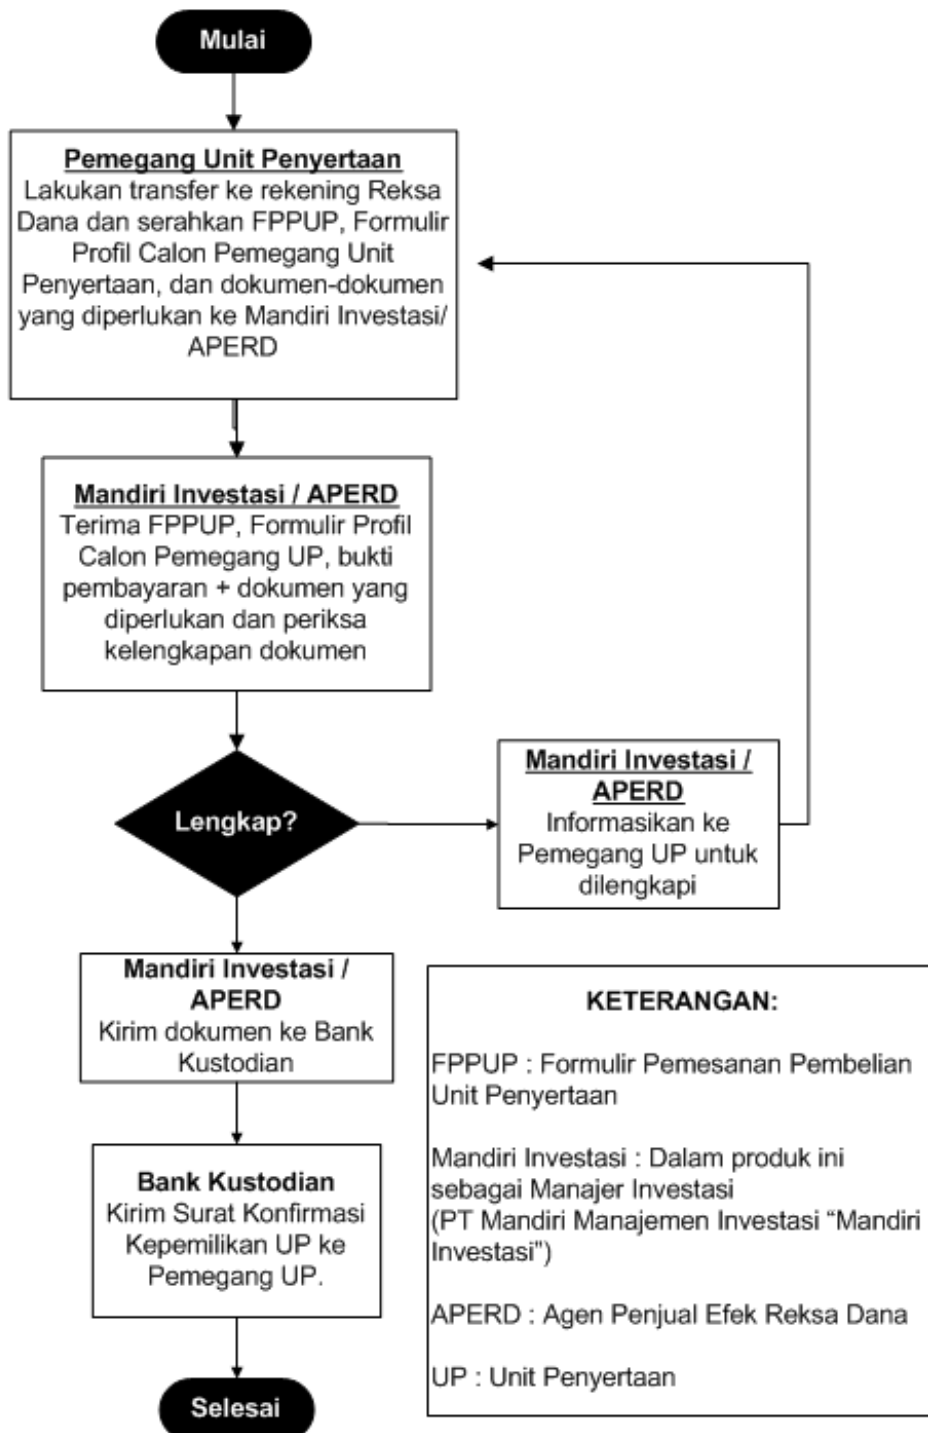 Mulai
Pemegang Unit Penyertaan
Lakukan transfer ke rekening Reksa
Dana dan serahkan FPPUP, Formulir
Profil Calon Pemegang Unit
Penyertaan, dan dokumen-dokumen
yang diperlukan ke Mandiri Investasi/
APERD
Mandiri Investasi / APERD
Terima FPPUP, Formulir Profil
Calon Pemegang UP, bukti
pembayaran + dokumen yang
diperlukan dan periksa
kelengkapan dokumen
Lengkap?
Mandiri Investasi /
APERD
Informasikan ke
Pemegang UP untuk
dilengkapi
Mandiri Investasi /
APERD
Kirim dokumen ke Bank
Kustodian
Bank Kustodian
Kirim Surat Konfirmasi
Kepemilikan UP ke
Pemegang UP.
Selesai
KETERANGAN:
FPPUP : Formulir Pemesanan Pembelian
Unit Penyertaan
Mandiri Investasi : Dalam produk ini
sebagai Manajer Investasi
(PT Mandiri Manajemen Investasi “Mandiri
Investasi”)
APERD : Agen Penjual Efek Reksa Dana
UP : Unit Penyertaan